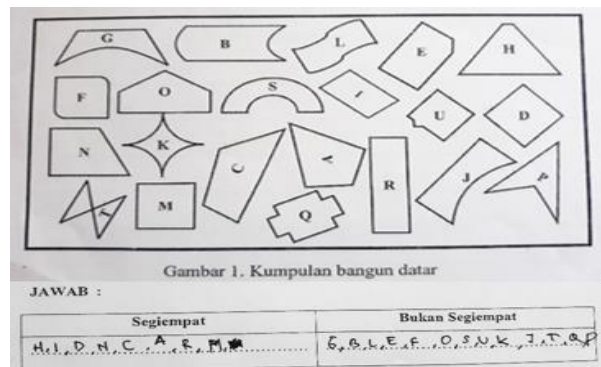 G B L E H
F O S I U D
N K C A J P
T M Q R
Gambar 1. Kumpulan bangun datar
JAWAB :
Segiempat Bukan Segiempat
H, I, D, N, C, A, R, M, G, B, L, E, F, O, S, U, K, J, T, Q, P